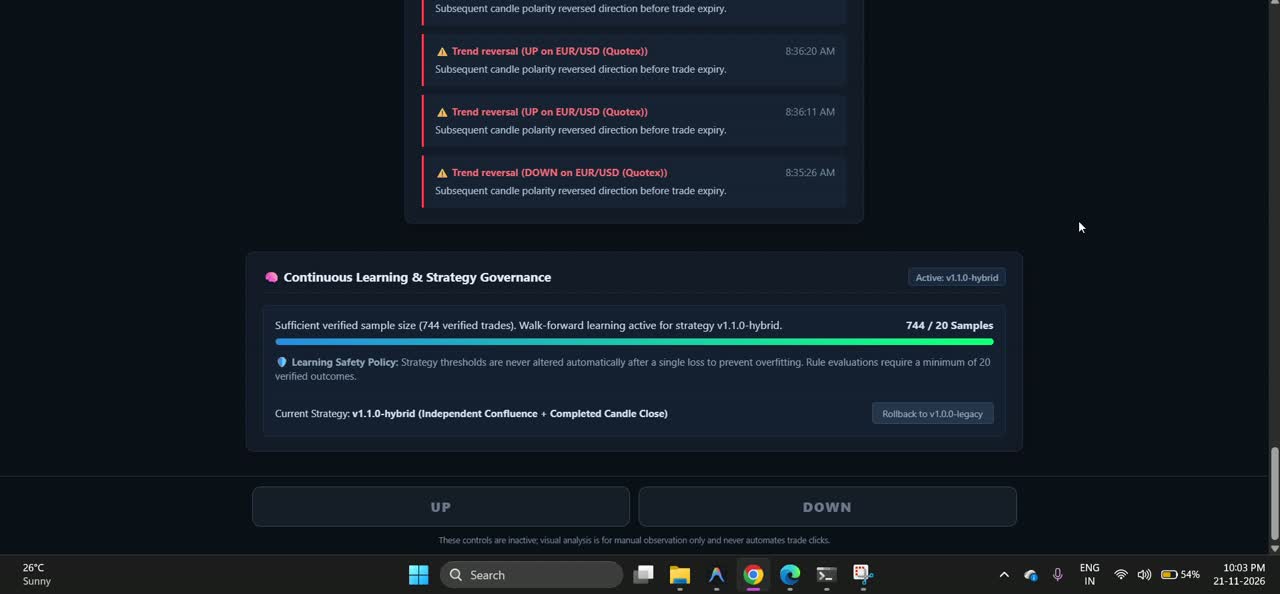 Subsequent candle polarity reversed direction before trade expiry.
⚠ Trend reversal (UP on EUR/USD (Quotex)) 8:36:20 AM
Subsequent candle polarity reversed direction before trade expiry.
⚠ Trend reversal (UP on EUR/USD (Quotex)) 8:36:11 AM
Subsequent candle polarity reversed direction before trade expiry.
⚠ Trend reversal (DOWN on EUR/USD (Quotex)) 8:35:26 AM
Subsequent candle polarity reversed direction before trade expiry.
🧠 Continuous Learning & Strategy Governance Active: v1.1.0-hybrid
Sufficient verified sample size (744 verified trades). Walk-forward learning active for strategy v1.1.0-hybrid. 744 / 20 Samples
🛡 Learning Safety Policy: Strategy thresholds are never altered automatically after a single loss to prevent overfitting. Rule evaluations require a minimum of 20
verified outcomes.
Current Strategy: v1.1.0-hybrid (Independent Confluence + Completed Candle Close) Rollback to v1.0.0-legacy
UP DOWN
These controls are inactive; visual analysis is for manual observation only and never automates trade clicks.
26°C
Sunny
Search
ENG
IN
54%
10:03 PM
21-11-2026